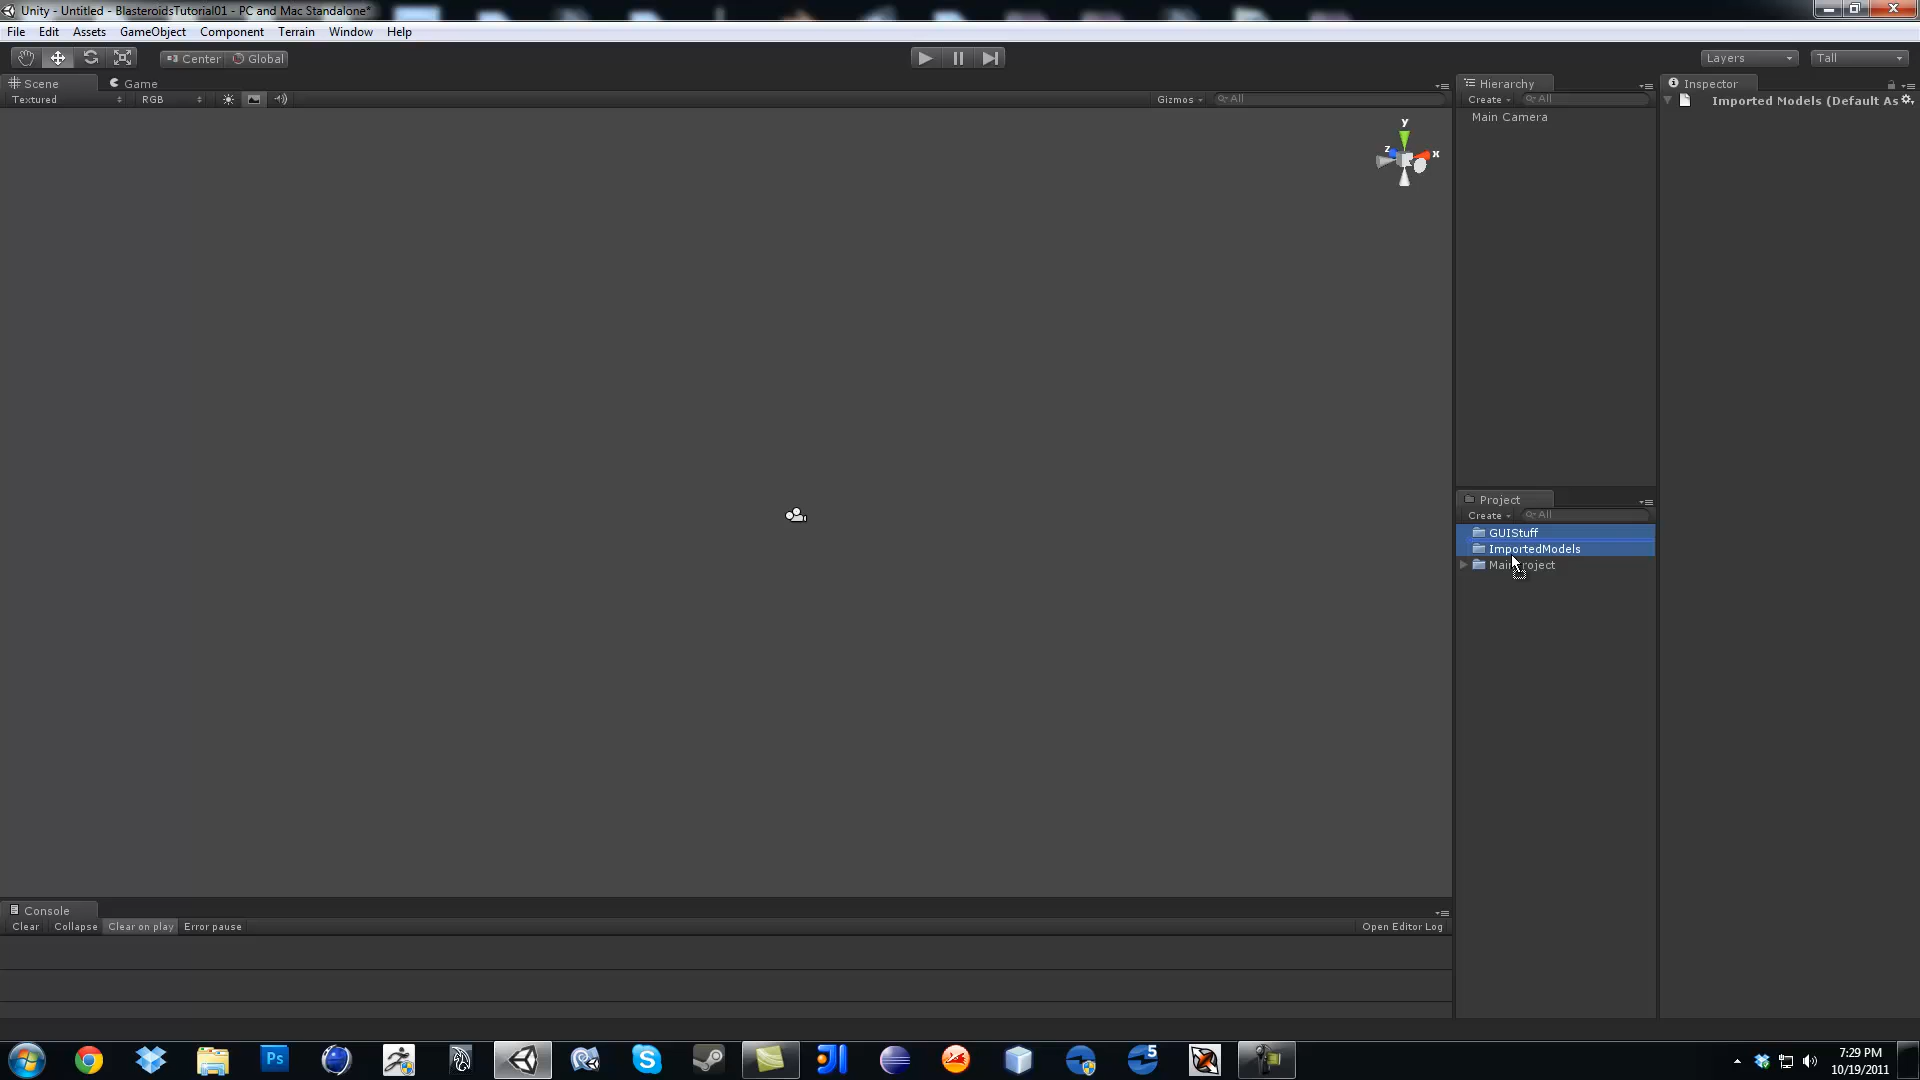 Unity - Untitled - BlasteroidsTutorial01 - PC and Mac Standalone*
File Edit Assets GameObject Component Terrain Window Help
Center Global Layers Tall
Scene Game Hierarchy Inspector
Textured RGB Gizmos All Create All Imported Models (Default As
Main Camera
y
z x
Project
Create All
GUIStuff
ImportedModels
MainProject
Console
Clear Collapse Clear on play Error pause Open Editor Log
Ps 5
7:29 PM
10/19/2011